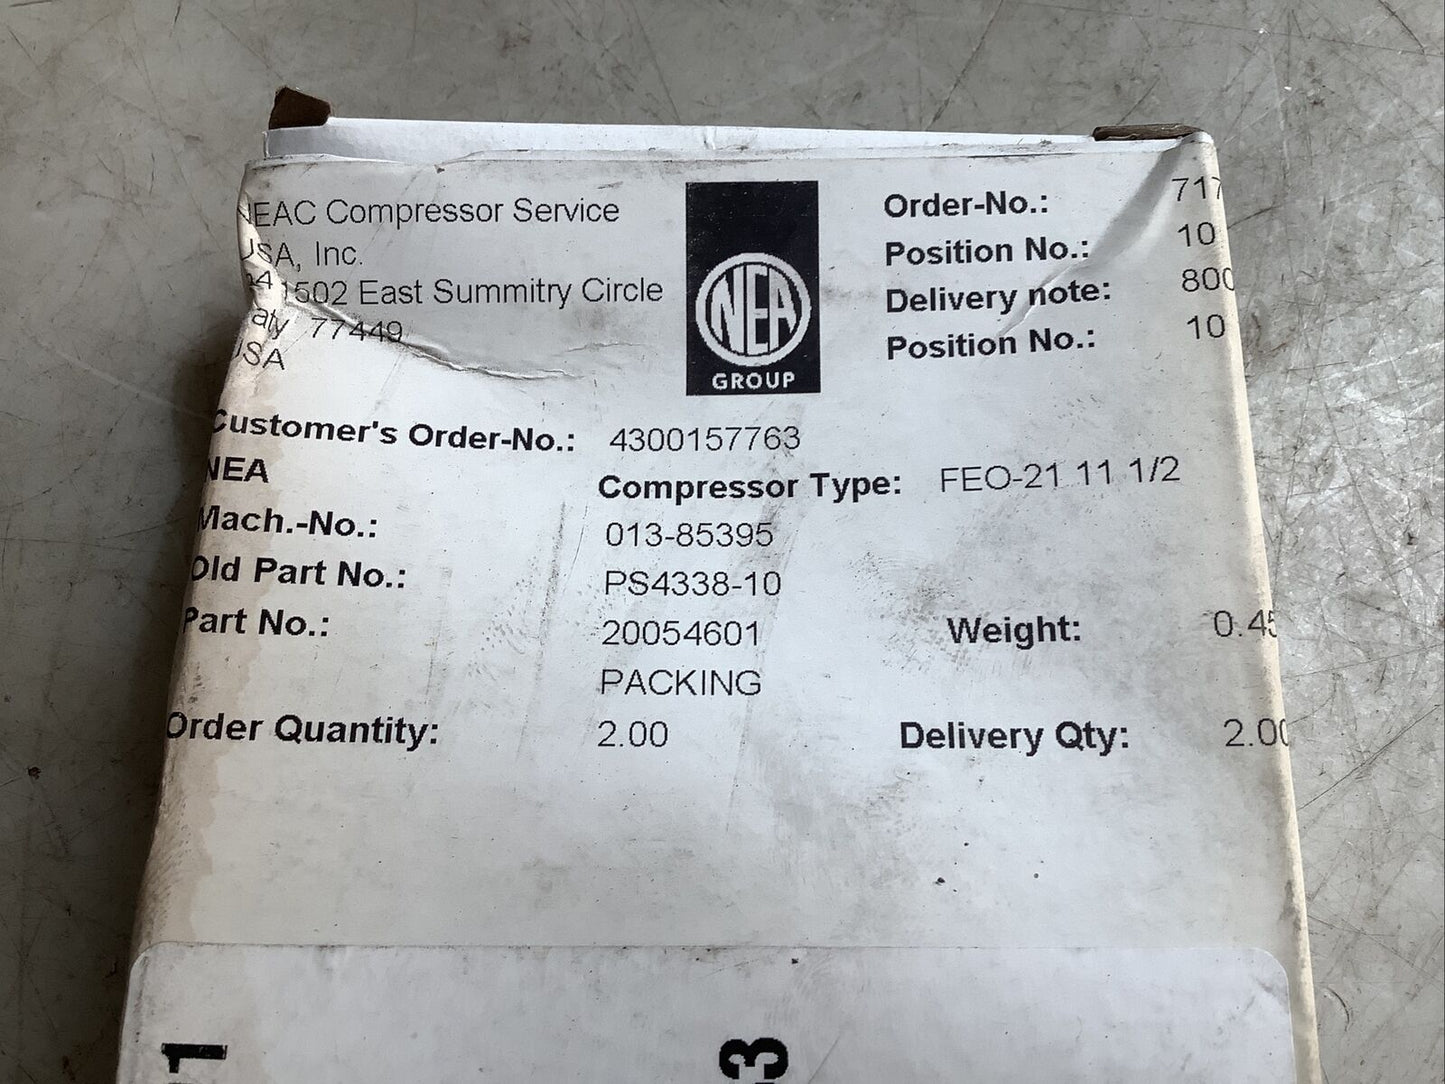 NEAC Compressor Service
USA, Inc.
1502 East Summitry Circle
77449
USA
NEA
GROUP
Order-No.: 717
Position No.: 10
Delivery note: 800
Position No.: 10
Customer's Order-No.: 4300157763
NEA
Compressor Type: FEO-21 11 1/2
Mach.-No.: 013-85395
Old Part No.: PS4338-10
Part No.: 20054601
Weight: 0.45
PACKING
Order Quantity: 2.00
Delivery Qty: 2.00